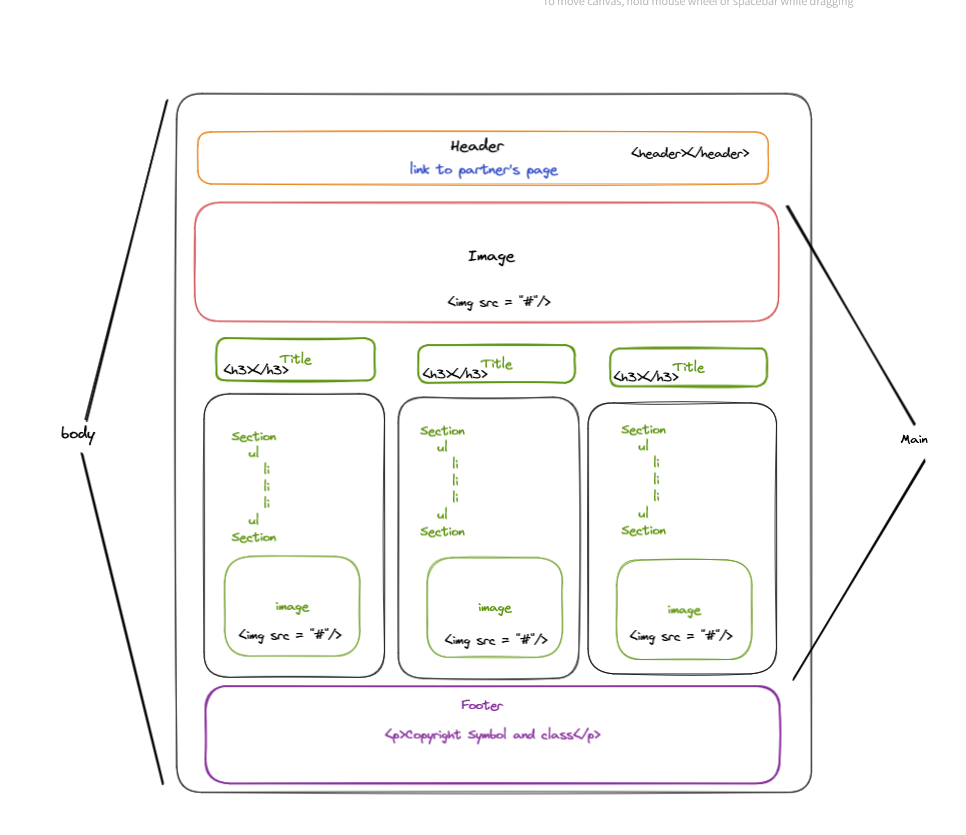 To move canvas, hold mouse wheel or spacebar while dragging
Header
<header></header>
link to partner's page
Image
<img src = "#"/>
Title
<h3></h3>
Title
<h3></h3>
Title
<h3></h3>
body
Main
Section
ul
li
li
li
ul
Section
image
<img src = "#"/>
Section
ul
li
li
li
ul
Section
image
<img src = "#"/>
Section
ul
li
li
li
ul
Section
image
<img src = "#"/>
Footer
<p>Copyright Symbol and class</p>